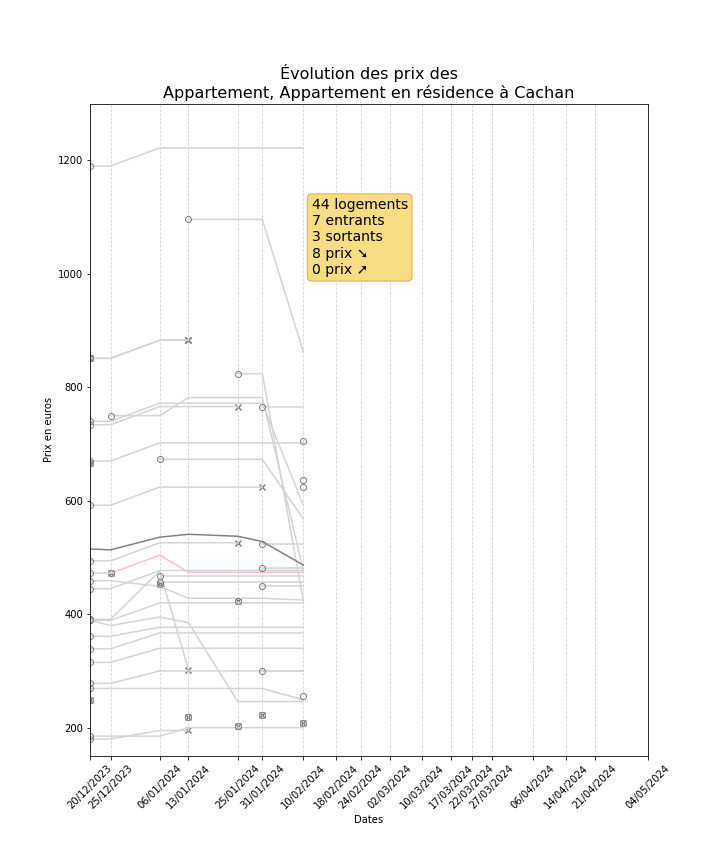 Évolution des prix des
Appartement, Appartement en résidence à Cachan
1200
1000
800
600
400
200
Prix en euros
44 logements
7 entrants
3 sortants
8 prix ➘
0 prix ➚
20/12/2023
25/12/2023
06/01/2024
13/01/2024
25/01/2024
31/01/2024
10/02/2024
18/02/2024
24/02/2024
02/03/2024
10/03/2024
17/03/2024
22/03/2024
27/03/2024
06/04/2024
14/04/2024
21/04/2024
04/05/2024
Dates